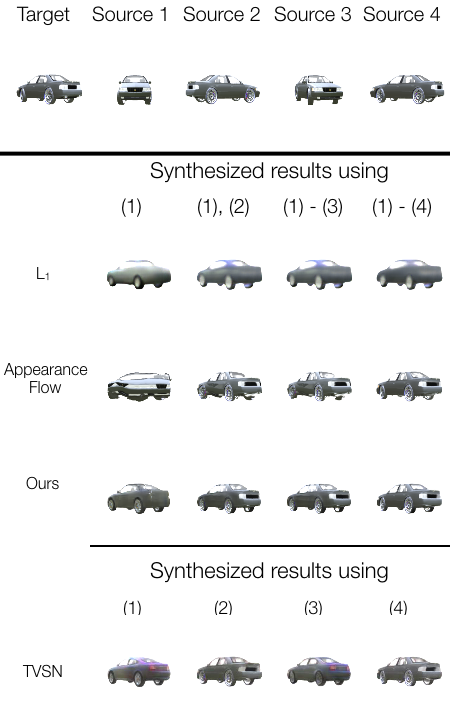 Target Source 1 Source 2 Source 3 Source 4
Synthesized results using
(1) (1), (2) (1) - (3) (1) - (4)
L1
Appearance
Flow
Ours
Synthesized results using
(1) (2) (3) (4)
TVSN